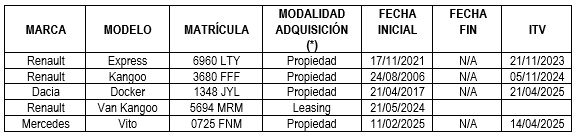 MARCA MODELO MATRÍCULA MODALIDAD ADQUISICIÓN (*) FECHA INICIAL FECHA FIN ITV
Renault Express 6960 LTY Propiedad 17/11/2021 N/A 21/11/2023
Renault Kangoo 3680 FFF Propiedad 24/08/2006 N/A 05/11/2024
Dacia Docker 1348 JYL Propiedad 21/04/2017 N/A 21/04/2025
Renault Van Kangoo 5694 MRM Leasing 21/05/2024
Mercedes Vito 0725 FNM Propiedad 11/02/2025 N/A 14/04/2025